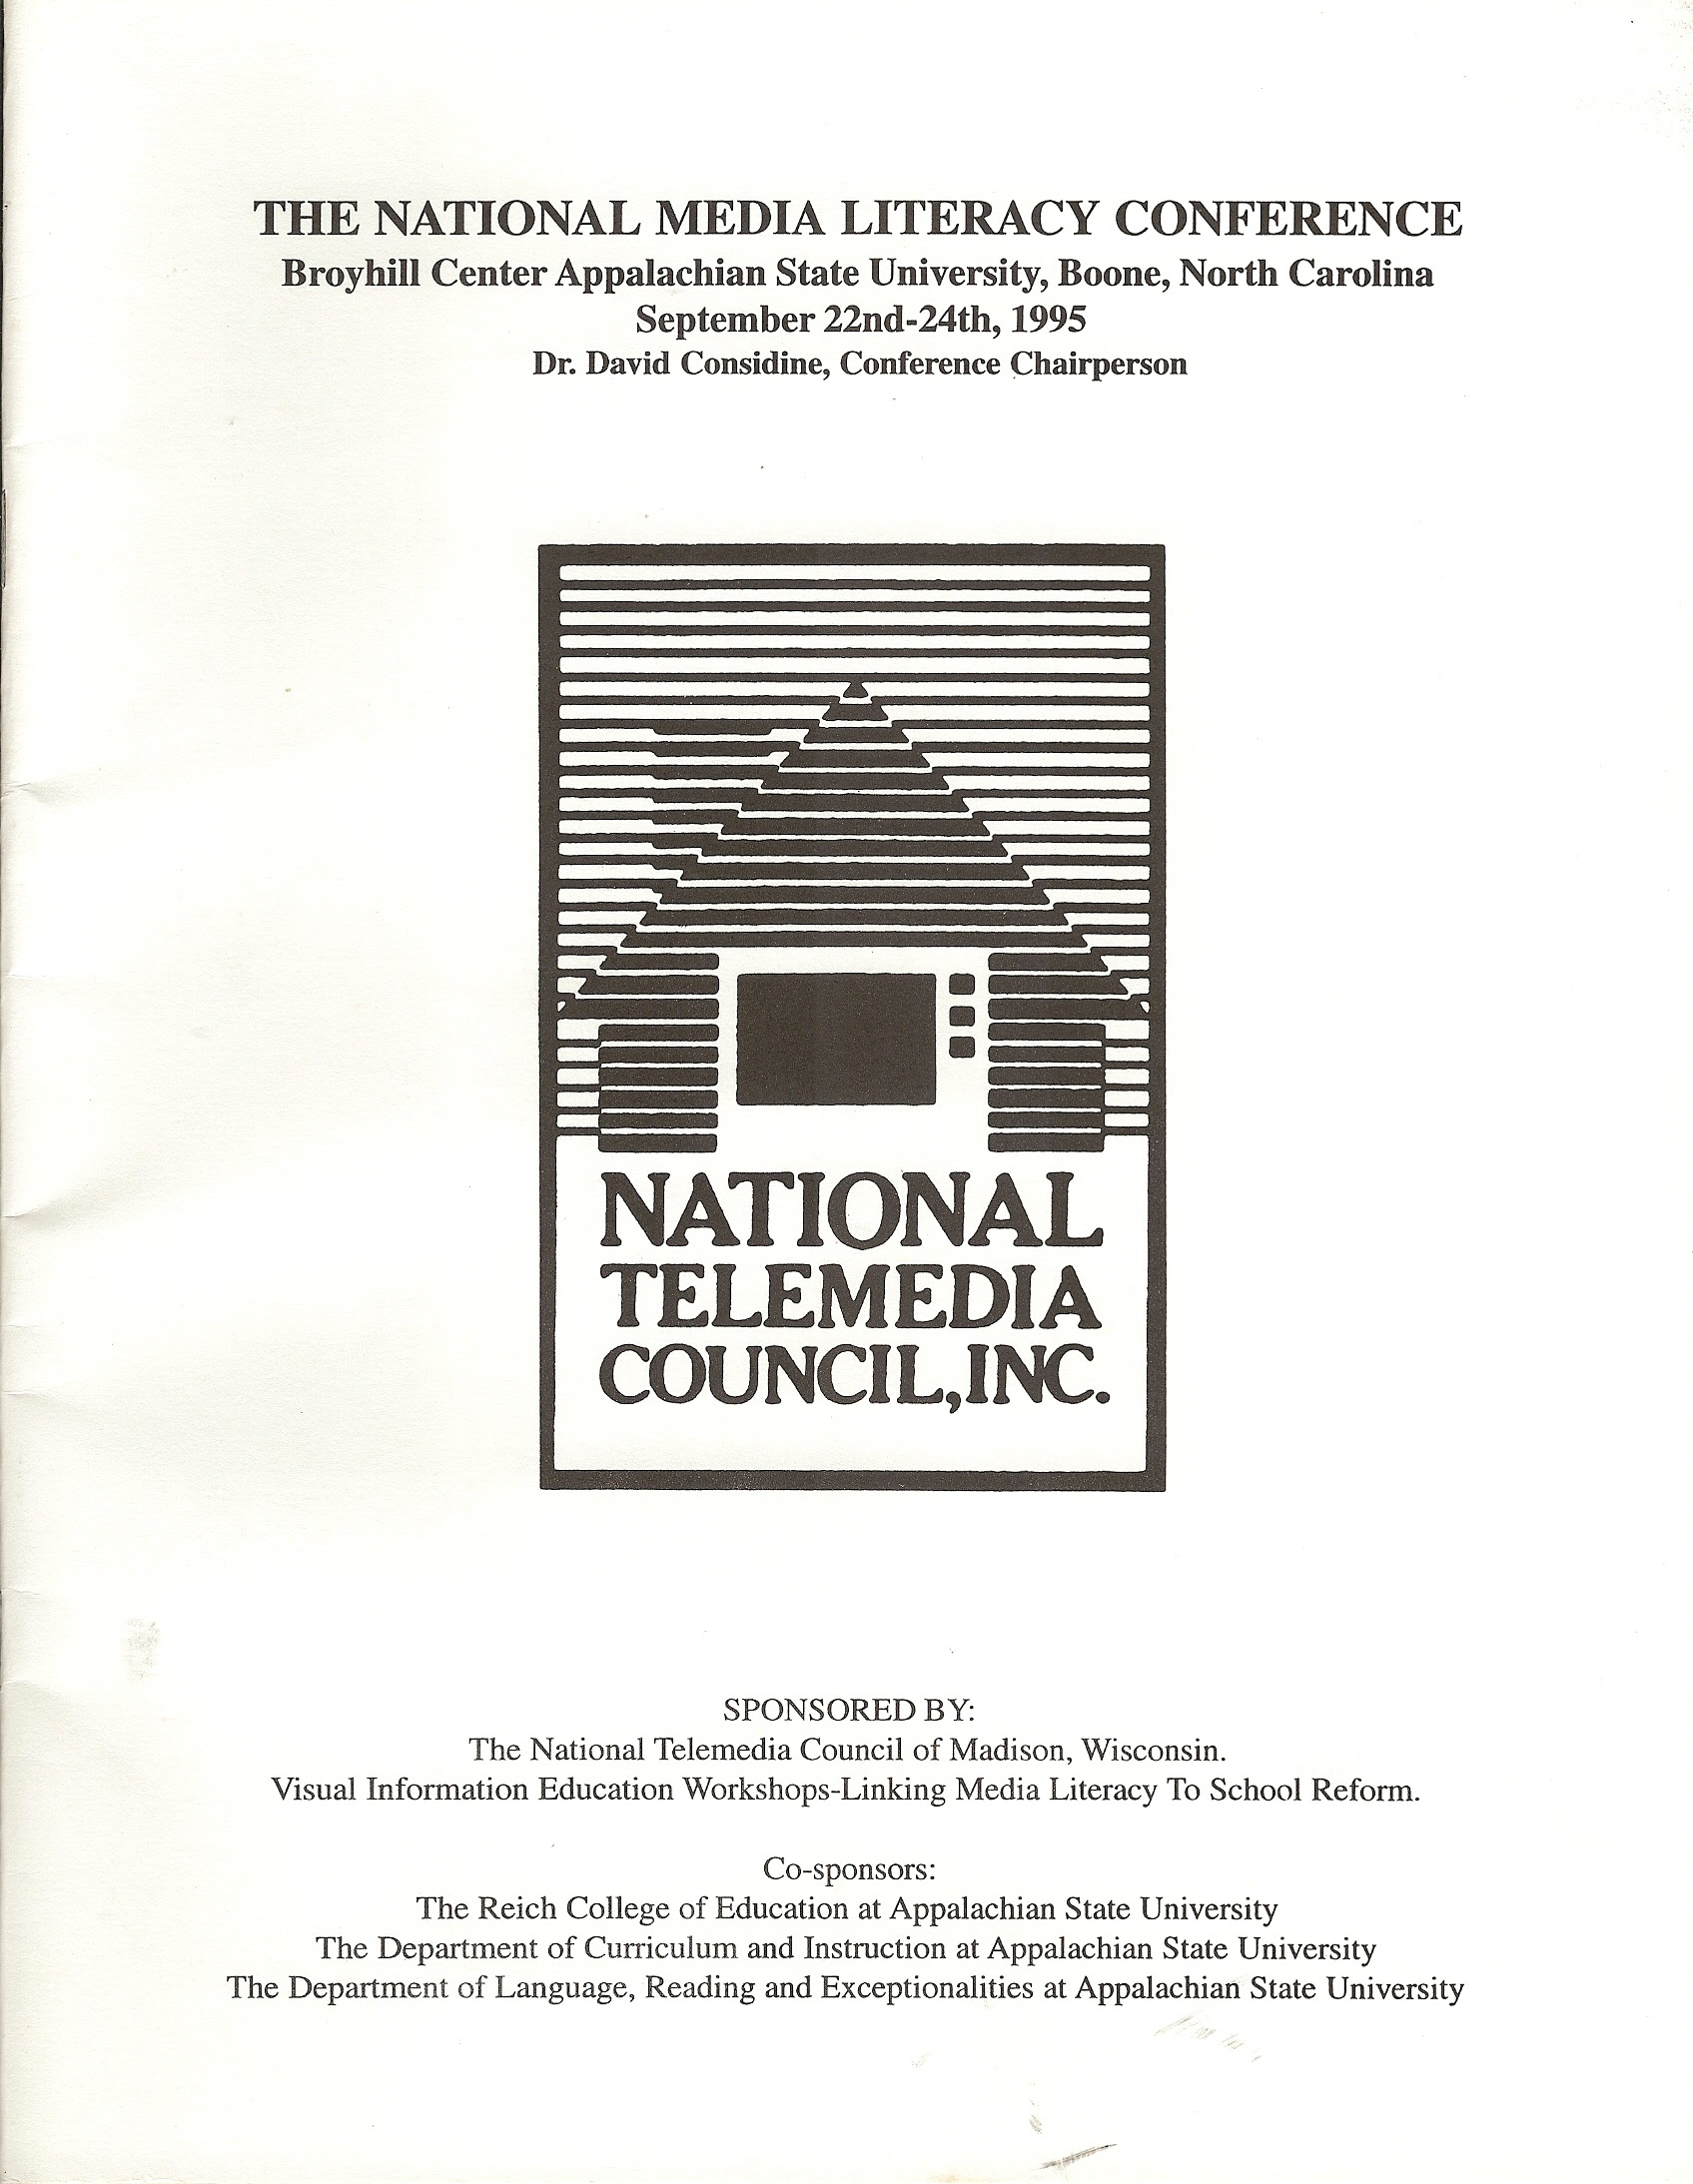 THE NATIONAL MEDIA LITERACY CONFERENCE
Broyhill Center Appalachian State University, Boone, North Carolina
September 22nd-24th, 1995
Dr. David Considine, Conference Chairperson
NATIONAL
TELEMEDIA
COUNCIL, INC.
SPONSORED BY:
The National Telemedia Council of Madison, Wisconsin.
Visual Information Education Workshops-Linking Media Literacy To School Reform.
Co-sponsors:
The Reich College of Education at Appalachian State University
The Department of Curriculum and Instruction at Appalachian State University
The Department of Language, Reading and Exceptionalities at Appalachian State University